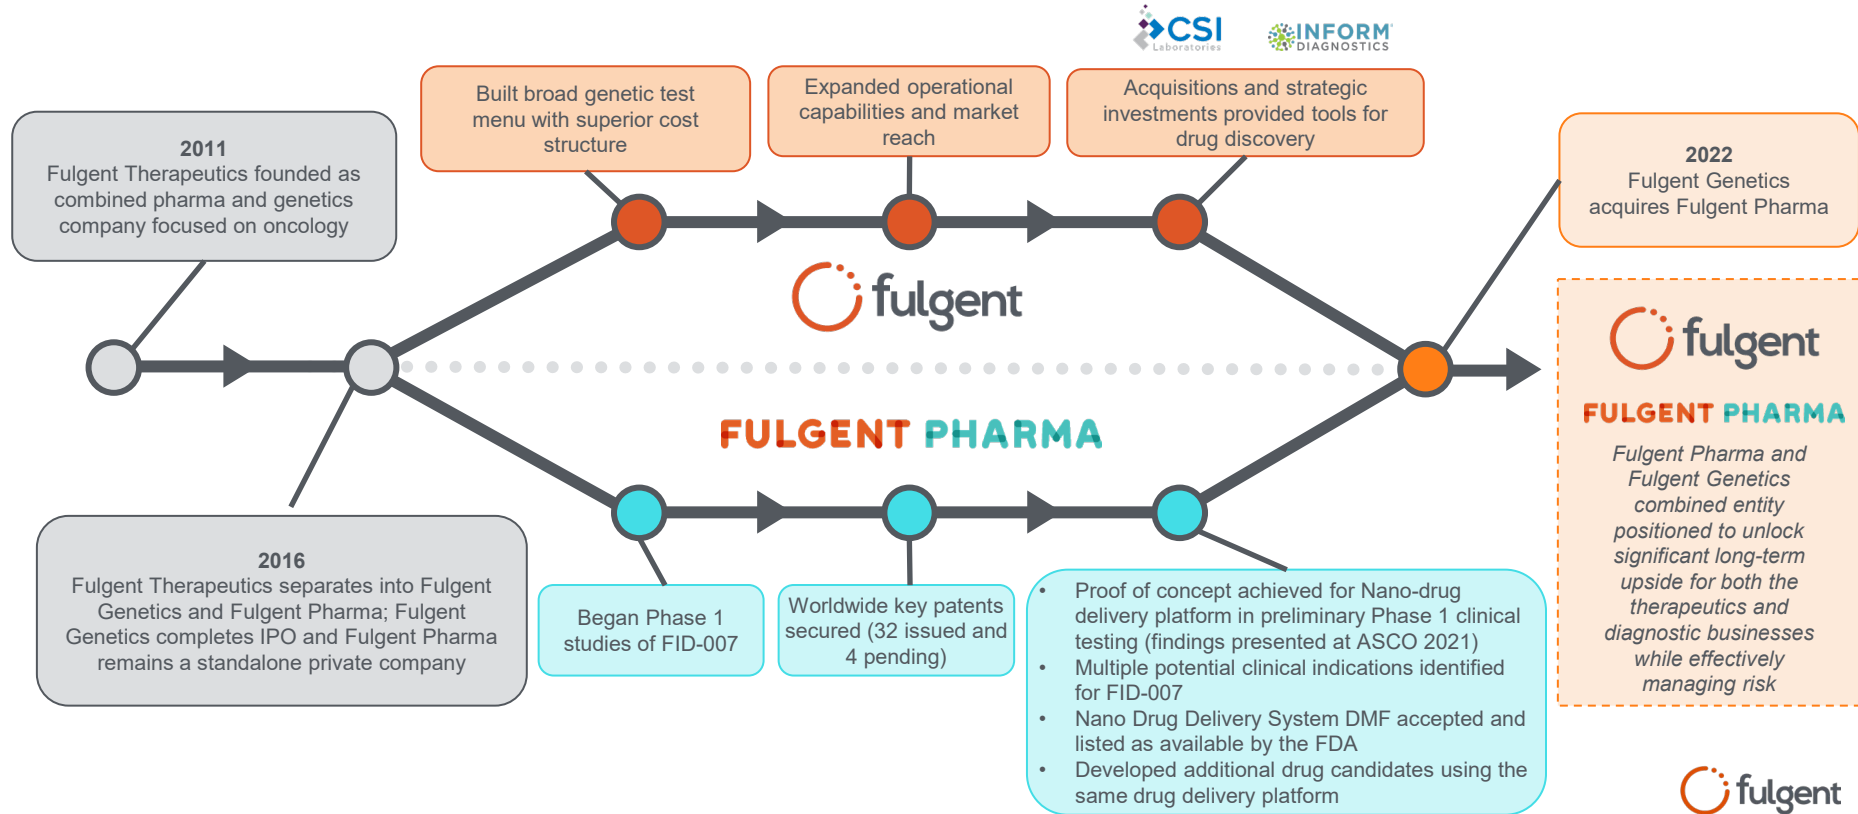 CSI
Laboratories
INFORM
DIAGNOSTICS
Built broad genetic test
menu with superior cost
structure
Expanded operational
capabilities and market
reach
Acquisitions and strategic
investments provided tools for
drug discovery
2011
Fulgent Therapeutics founded as
combined pharma and genetics
company focused on oncology
2022
Fulgent Genetics
acquires Fulgent Pharma
fulgent
FULGENT PHARMA
fulgent
FULGENT PHARMA
Fulgent Pharma and
Fulgent Genetics
combined entity
positioned to unlock
significant long-term
upside for both the
therapeutics and
diagnostic businesses
while effectively
managing risk
2016
Fulgent Therapeutics separates into Fulgent
Genetics and Fulgent Pharma; Fulgent
Genetics completes IPO and Fulgent Pharma
remains a standalone private company
Began Phase 1
studies of FID-007
Worldwide key patents
secured (32 issued and
4 pending)
• Proof of concept achieved for Nano-drug
delivery platform in preliminary Phase 1 clinical
testing (findings presented at ASCO 2021)
• Multiple potential clinical indications identified
for FID-007
• Nano Drug Delivery System DMF accepted and
listed as available by the FDA
• Developed additional drug candidates using the
same drug delivery platform
fulgent